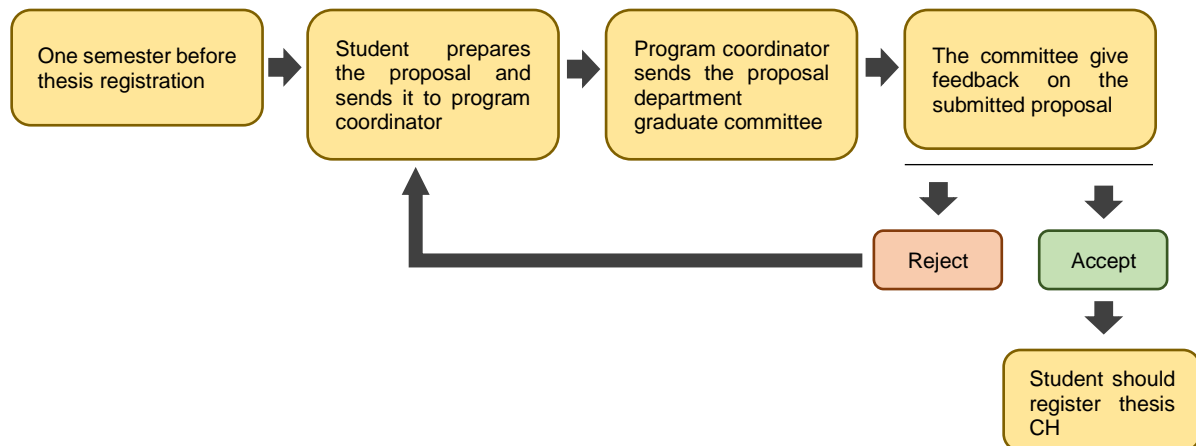 One semester before
thesis registration
Student prepares
the proposal and
sends it to program
coordinator
Program coordinator
sends the proposal
department
graduate committee
The committee give
feedback on the
submitted proposal
Reject
Accept
Student should
register thesis
CH